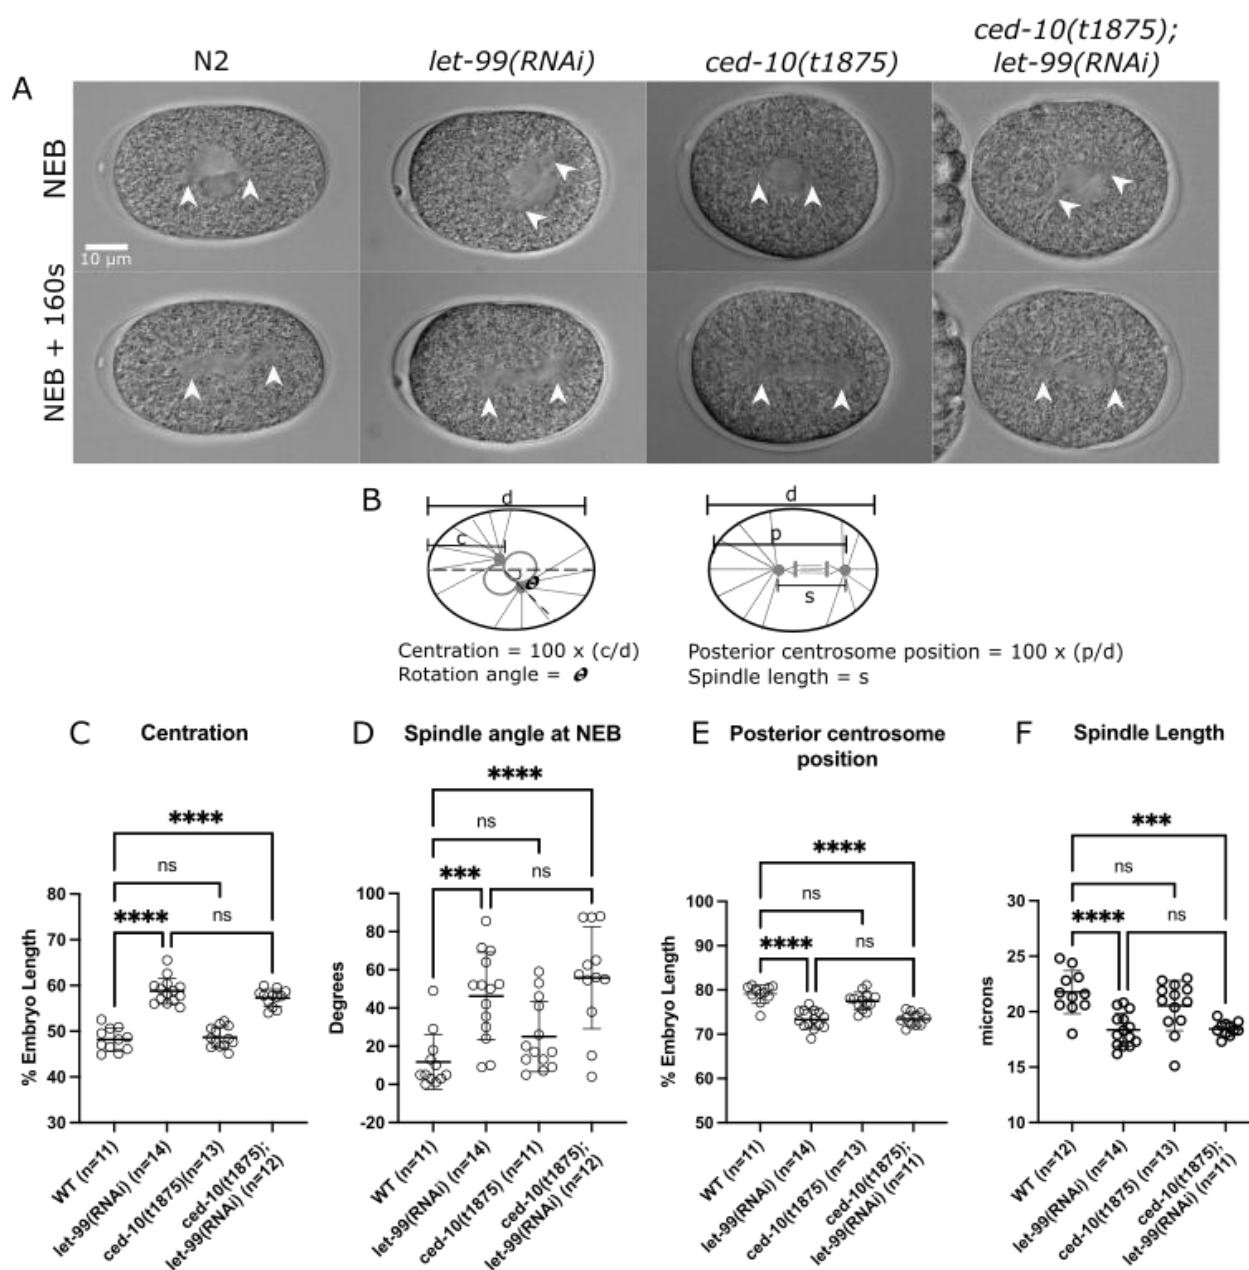 N2
let-99(RNAi)
ced-10(t1875)
ced-10(t1875);
let-99(RNAi)
A
NEB
10 µm
NEB + 160s
B
d
c
θ
Centration = 100 x (c/d)
Rotation angle = θ
d
p
s
Posterior centrosome position = 100 x (p/d)
Spindle length = s
C
Centration
****
ns
****
ns
% Embryo Length
80
70
60
50
40
30
WT (n=11)
let-99(RNAi) (n=14)
ced-10(t1875)(n=13)
ced-10(t1875);
let-99(RNAi) (n=12)
D
Spindle angle at NEB
****
ns
***
ns
Degrees
100
80
60
40
20
0
-20
WT (n=11)
let-99(RNAi) (n=14)
ced-10(t1875) (n=11)
ced-10(t1875);
let-99(RNAi) (n=12)
E
Posterior centrosome
position
****
ns
****
ns
% Embryo Length
100
90
80
70
60
50
WT (n=11)
let-99(RNAi) (n=14)
ced-10(t1875) (n=13)
ced-10(t1875);
let-99(RNAi) (n=11)
F
Spindle Length
***
ns
****
ns
microns
30
25
20
15
10
WT (n=12)
let-99(RNAi) (n=14)
ced-10(t1875) (n=13)
ced-10(t1875);
let-99(RNAi) (n=11)